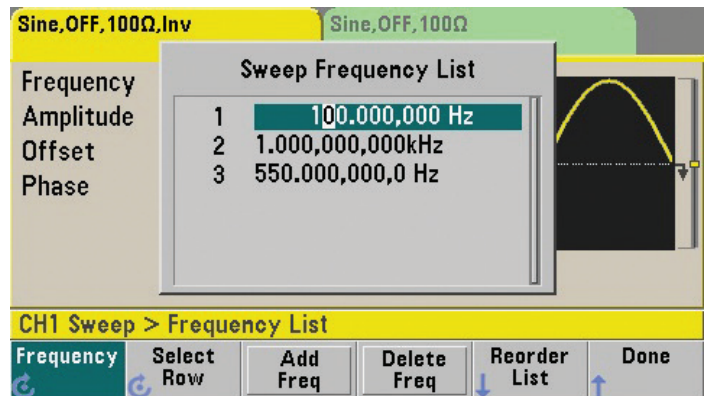 Sine,OFF,100Ω,Inv
Sine,OFF,100Ω
Sweep Frequency List
Frequency
Amplitude
Offset
Phase
1 100.000,000 Hz
2 1.000,000,000kHz
3 550.000,000,0 Hz
CH1 Sweep > Frequency List
Frequency
Select Row
Add Freq
Delete Freq
Reorder List
Done